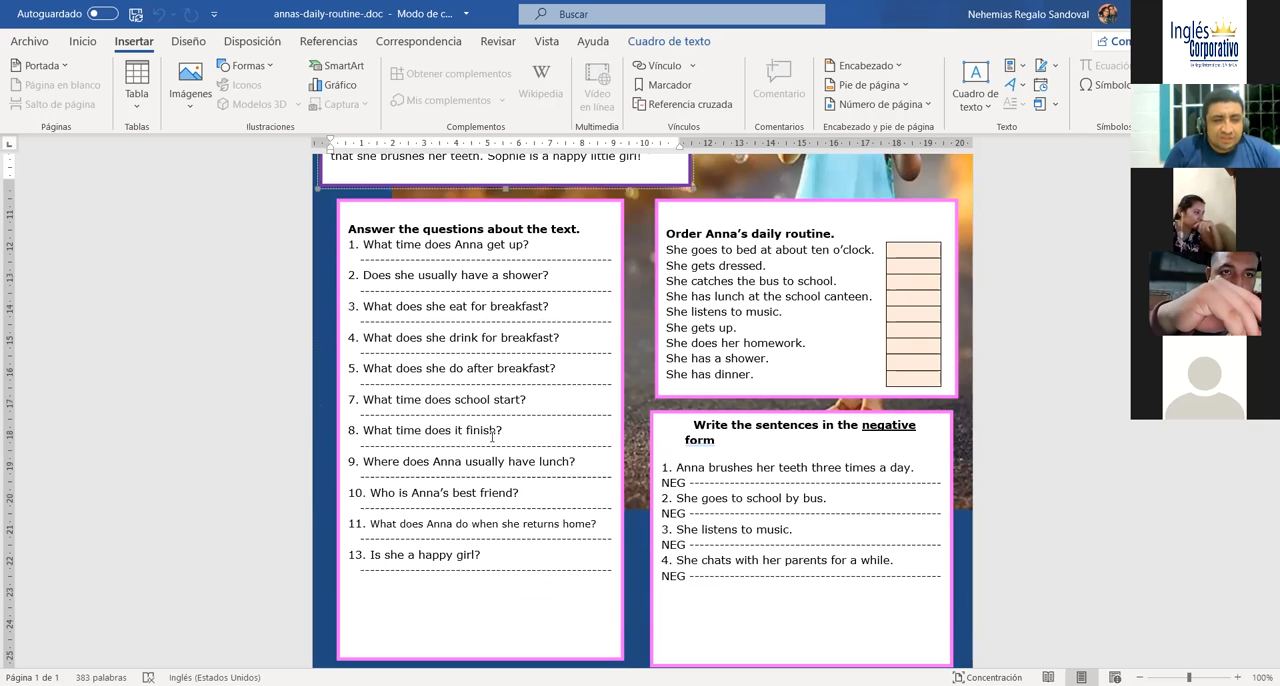 Autoguardado
annas-daily-routine-.doc - Modo de c...
Buscar
Nehemias Regalo Sandoval
Archivo Inicio Insertar Diseño Disposición Referencias Correspondencia Revisar Vista Ayuda Cuadro de texto Com
Portada
Página en blanco
Salto de página
Páginas
Tabla
Tablas
Imágenes
Formas
Iconos
Modelos 3D
SmartArt
Gráfico
Captura
Ilustraciones
Obtener complementos
Mis complementos
Wikipedia
Complementos
Vídeo
en línea
Multimedia
Vínculo
Marcador
Referencia cruzada
Vínculos
Comentario
Comentarios
Encabezado
Pie de página
Número de página
Encabezado y pie de página
Cuadro de
texto
Texto
Ecuación
Símbolo
Símbolos
Inglés
Corporativo
that she brushes her teeth. Sophie is a happy little girl!
Answer the questions about the text.
1. What time does Anna get up?
2. Does she usually have a shower?
3. What does she eat for breakfast?
4. What does she drink for breakfast?
5. What does she do after breakfast?
7. What time does school start?
8. What time does it finish?
9. Where does Anna usually have lunch?
10. Who is Anna's best friend?
11. What does Anna do when she returns home?
13. Is she a happy girl?
Order Anna's daily routine.
She goes to bed at about ten o'clock.
She gets dressed.
She catches the bus to school.
She has lunch at the school canteen.
She listens to music.
She gets up.
She does her homework.
She has a shower.
She has dinner.
Write the sentences in the negative
form
1. Anna brushes her teeth three times a day.
NEG
2. She goes to school by bus.
NEG
3. She listens to music.
NEG
4. She chats with her parents for a while.
NEG
Página 1 de 1 383 palabras Inglés (Estados Unidos) Concentración 100%